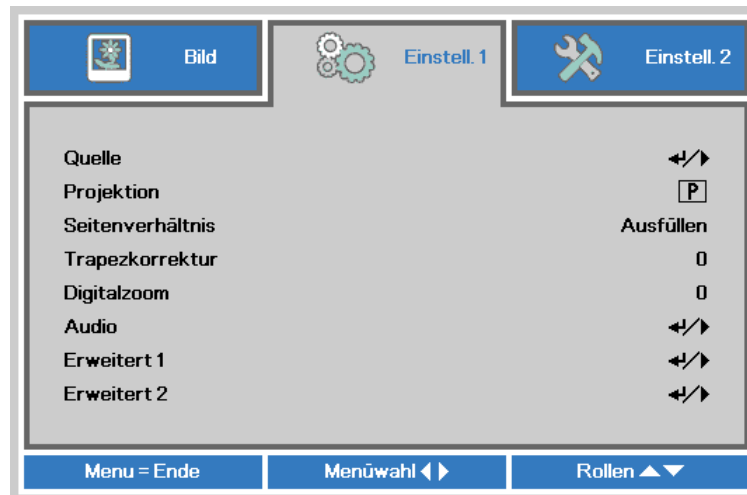 Bild Einstell. 1 Einstell. 2
Quelle
Projektion P
Seitenverhältnis Ausfüllen
Trapezkorrektur 0
Digitalzoom 0
Audio
Erweitert 1
Erweitert 2
Menu = Ende Menüwahl Rollen